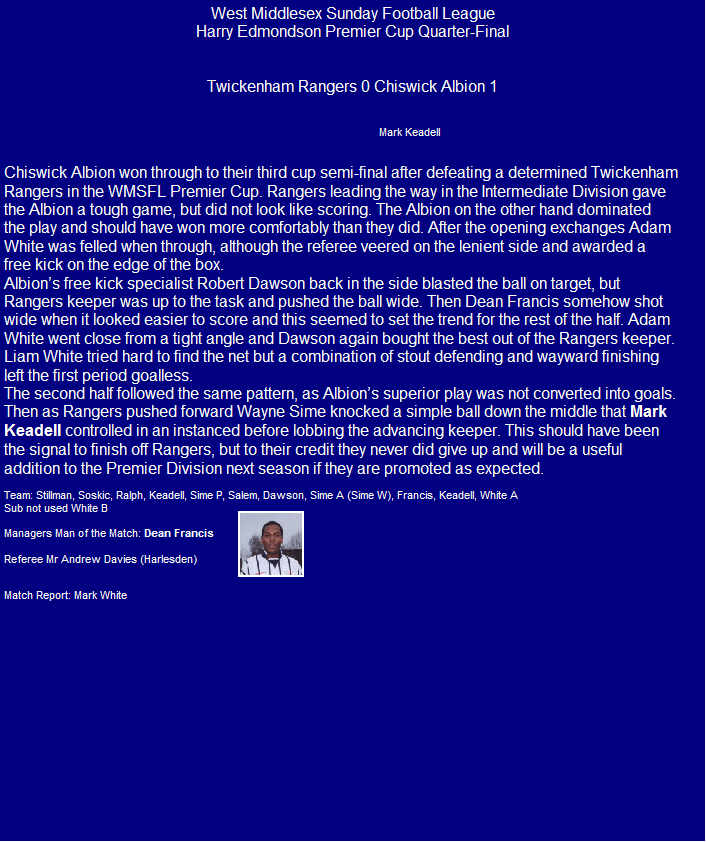 West Middlesex Sunday Football League
Harry Edmondson Premier Cup Quarter-Final
Twickenham Rangers 0 Chiswick Albion 1
Mark Keadell
Chiswick Albion won through to their third cup semi-final after defeating a determined Twickenham
Rangers in the WMSFL Premier Cup. Rangers leading the way in the Intermediate Division gave
the Albion a tough game, but did not look like scoring. The Albion on the other hand dominated
the play and should have won more comfortably than they did. After the opening exchanges Adam
White was felled when through, although the referee veered on the lenient side and awarded a
free kick on the edge of the box.
Albion's free kick specialist Robert Dawson back in the side blasted the ball on target, but
Rangers keeper was up to the task and pushed the ball wide. Then Dean Francis somehow shot
wide when it looked easier to score and this seemed to set the trend for the rest of the half. Adam
White went close from a tight angle and Dawson again bought the best out of the Rangers keeper.
Liam White tried hard to find the net but a combination of stout defending and wayward finishing
left the first period goalless.
The second half followed the same pattern, as Albion's superior play was not converted into goals.
Then as Rangers pushed forward Wayne Sime knocked a simple ball down the middle that Mark
Keadell controlled in an instanced before lobbing the advancing keeper. This should have been
the signal to finish off Rangers, but to their credit they never did give up and will be a useful
addition to the Premier Division next season if they are promoted as expected.
Team: Stillman, Soskic, Ralph, Keadell, Sime P, Salem, Dawson, Sime A (Sime W), Francis, Keadell, White A
Sub not used White B
Managers Man of the Match: Dean Francis
Referee Mr Andrew Davies (Harlesden)
Match Report: Mark White